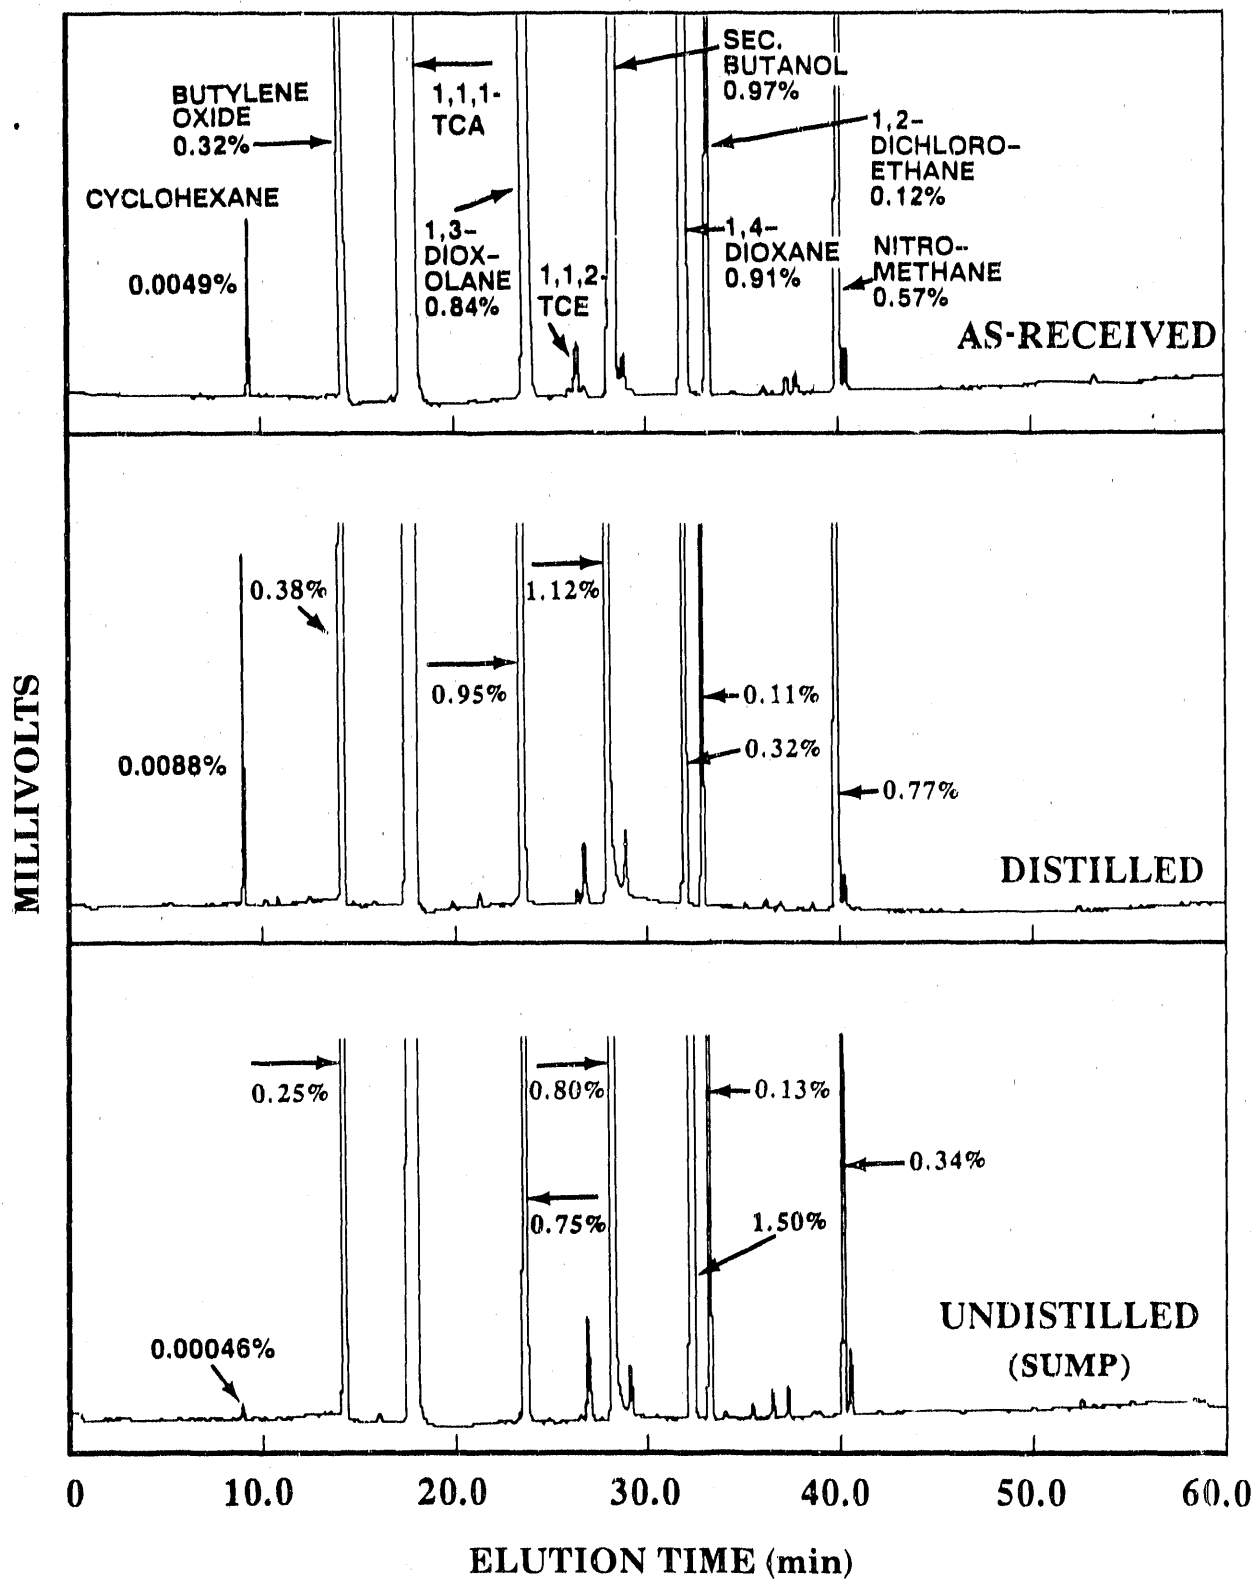 BUTYLENE
OXIDE
0.32%
CYCLOHEXANE
0.0049%
1,1,1-
TCA
1,3-
DIOX-
OLANE
0.84%
1,1,2-
TCE
SEC.
BUTANOL
0.97%
1,2-
DICHLORO-
ETHANE
0.12%
1,4-
DIOXANE
0.91%
NITRO-
METHANE
0.57%
AS-RECEIVED
0.38%
1.12%
0.95%
0.11%
0.32%
0.0088%
0.77%
DISTILLED
0.25%
0.80%
0.13%
0.34%
0.75%
1.50%
0.00046%
UNDISTILLED
(SUMP)
MILLIVOLTS
0 10.0 20.0 30.0 40.0 50.0 60.0
ELUTION TIME (min)